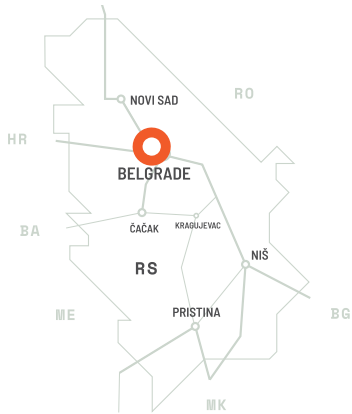 RO
NOVI SAD
HR
BELGRADE
BA
ČAČAK
KRAGUJEVAC
NIŠ
RS
ME
PRISTINA
BG
MK